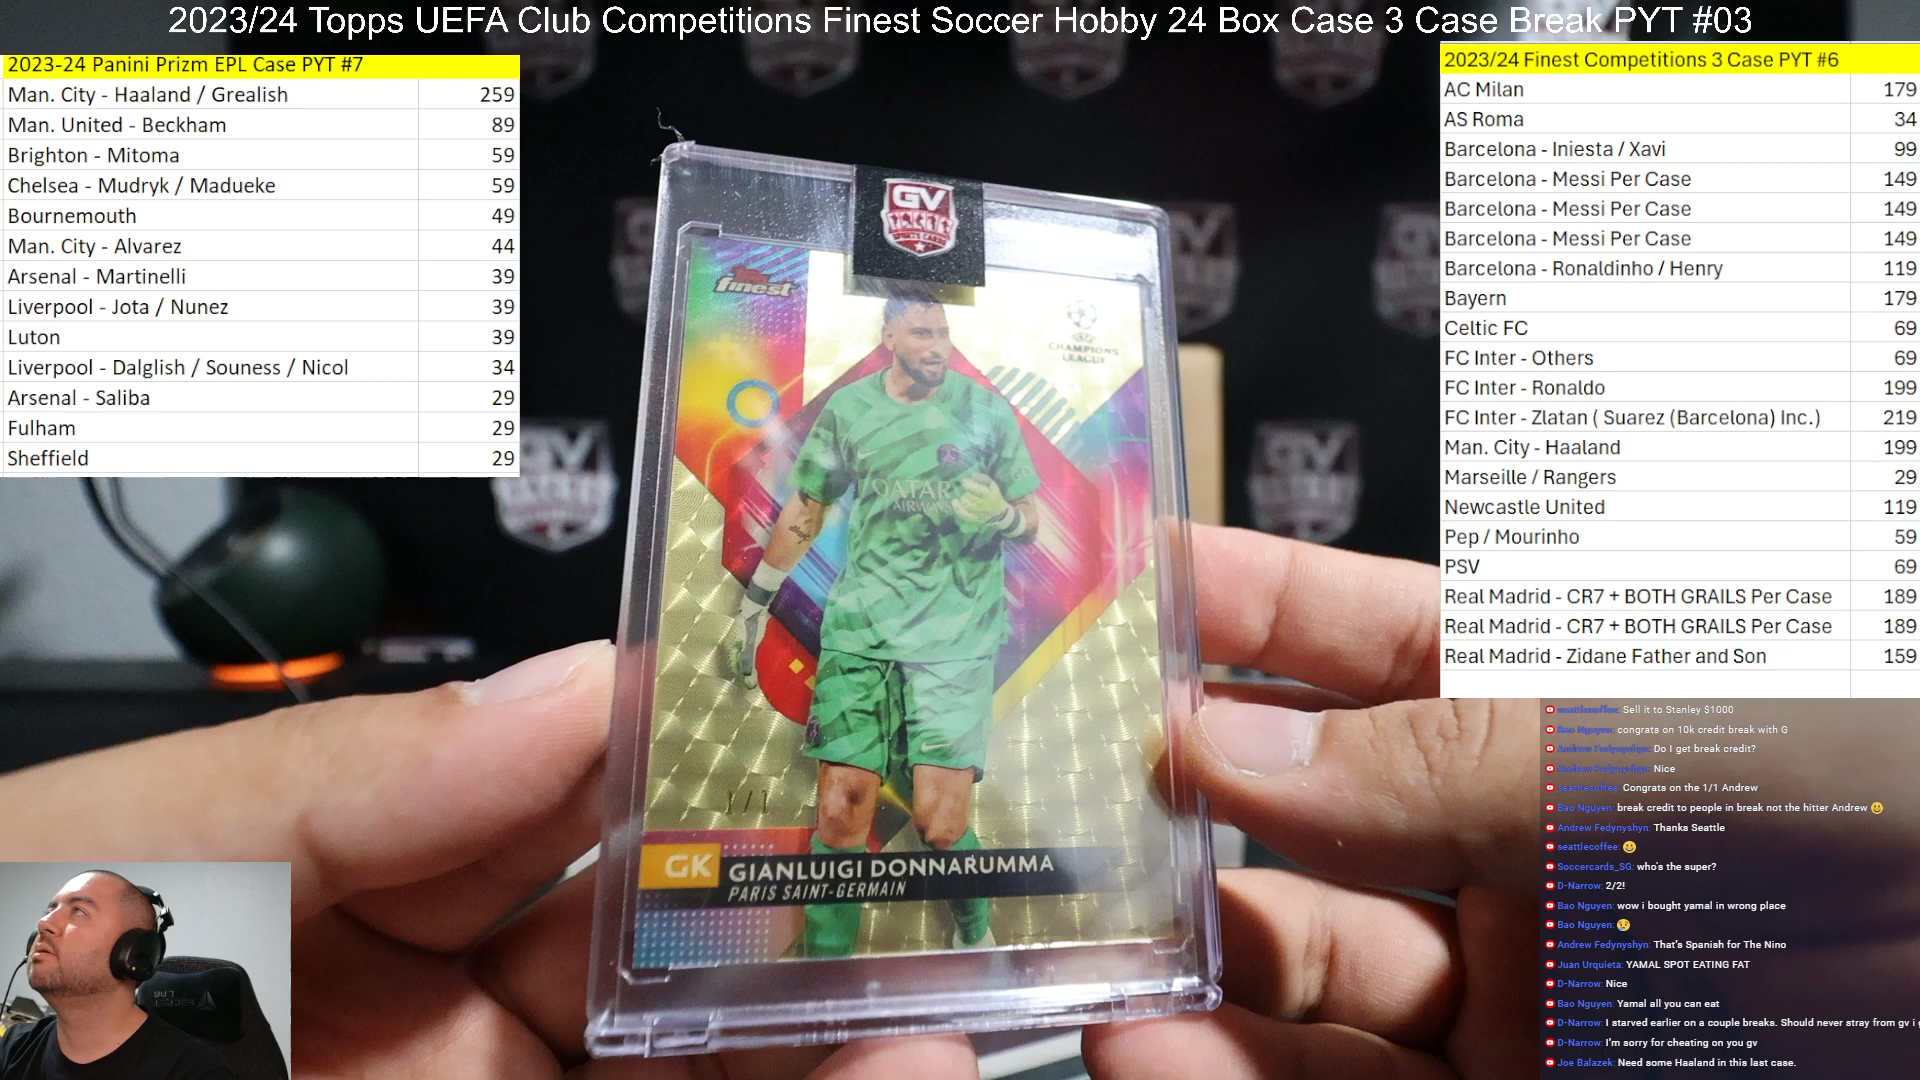 2023/24 Topps UEFA Club Competitions Finest Soccer Hobby 24 Box Case 3 Case Break PYT #03
2023-24 Panini Prizm EPL Case PYT #7
Man. City - Haaland / Grealish 259
Man. United - Beckham 89
Brighton - Mitoma 59
Chelsea - Mudryk / Madueke 59
Bournemouth 49
Man. City - Alvarez 44
Arsenal - Martinelli 39
Liverpool - Jota / Nunez 39
Luton 39
Liverpool - Dalglish / Souness / Nicol 34
Arsenal - Saliba 29
Fulham 29
Sheffield 29
GV
SPORTS CARDS
Topps
finest
CHAMPIONS
LEAGUE
QATAR
AIRWAYS
1/1
GK GIANLUIGI DONNARUMMA
PARIS SAINT-GERMAIN
2023/24 Finest Competitions 3 Case PYT #6
AC Milan 179
AS Roma 34
Barcelona - Iniesta / Xavi 99
Barcelona - Messi Per Case 149
Barcelona - Messi Per Case 149
Barcelona - Messi Per Case 149
Barcelona - Ronaldinho / Henry 119
Bayern 179
Celtic FC 69
FC Inter - Others 69
FC Inter - Ronaldo 199
FC Inter - Zlatan ( Suarez (Barcelona) Inc.) 219
Man. City - Haaland 199
Marseille / Rangers 29
Newcastle United 119
Pep / Mourinho 59
PSV 69
Real Madrid - CR7 + BOTH GRAILS Per Case 189
Real Madrid - CR7 + BOTH GRAILS Per Case 189
Real Madrid - Zidane Father and Son 159
seattlecoffee: Sell it to Stanley $1000
Bao Nguyen: congrats on 10k credit break with G
Andrew Fedynyshyn: Do I get break credit?
Andrew Fedynyshyn: Nice
seattlecoffee: Congrats on the 1/1 Andrew
Bao Nguyen: break credit to people in break not the hitter Andrew
Andrew Fedynyshyn: Thanks Seattle
seattlecoffee:
Soccercards_SG: who's the super?
D-Narrow: 2/2!
Bao Nguyen: wow i bought yamal in wrong place
Bao Nguyen:
Andrew Fedynyshyn: That's Spanish for The Nino
Juan Urquieta: YAMAL SPOT EATING FAT
D-Narrow: Nice
Bao Nguyen: Yamal all you can eat
D-Narrow: I starved earlier on a couple breaks. Should never stray from gv i
D-Narrow: I'm sorry for cheating on you gv
Joe Balazek: Need some Haaland in this last case.